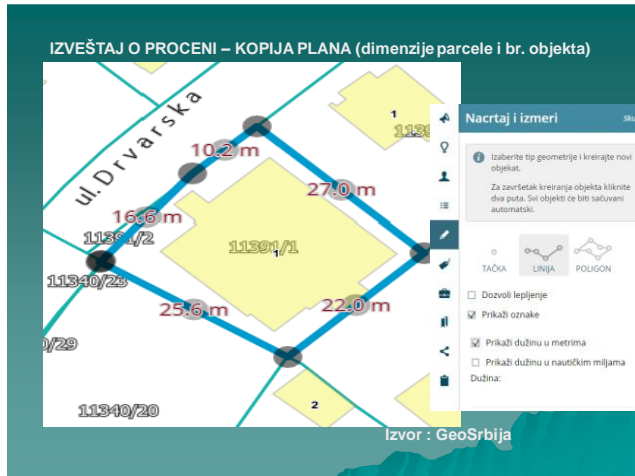 IZVEŠTAJ O PROCENI – KOPIJA PLANA (dimenzije parcele i br. objekta)
ul. Drvarska
1
10.2 m
27.0 m
16.6 m
11391/2
11391/1
1
11340/23
25.6 m
22.0 m
11340/20
2
Nacrtaj i izmeri
Izaberite tip geometrije i kreirajte novi
objekat.
Za završetak kreiranja objekta kliknite
dva puta. Svi objekti će biti sačuvani
automatski.
TAČKA LINIJA POLIGON
Dozvoli lepljenje
Prikaži oznake
Prikaži dužinu u metrima
Prikaži dužinu u nautičkim miljama
Dužina:
Izvor : GeoSrbija